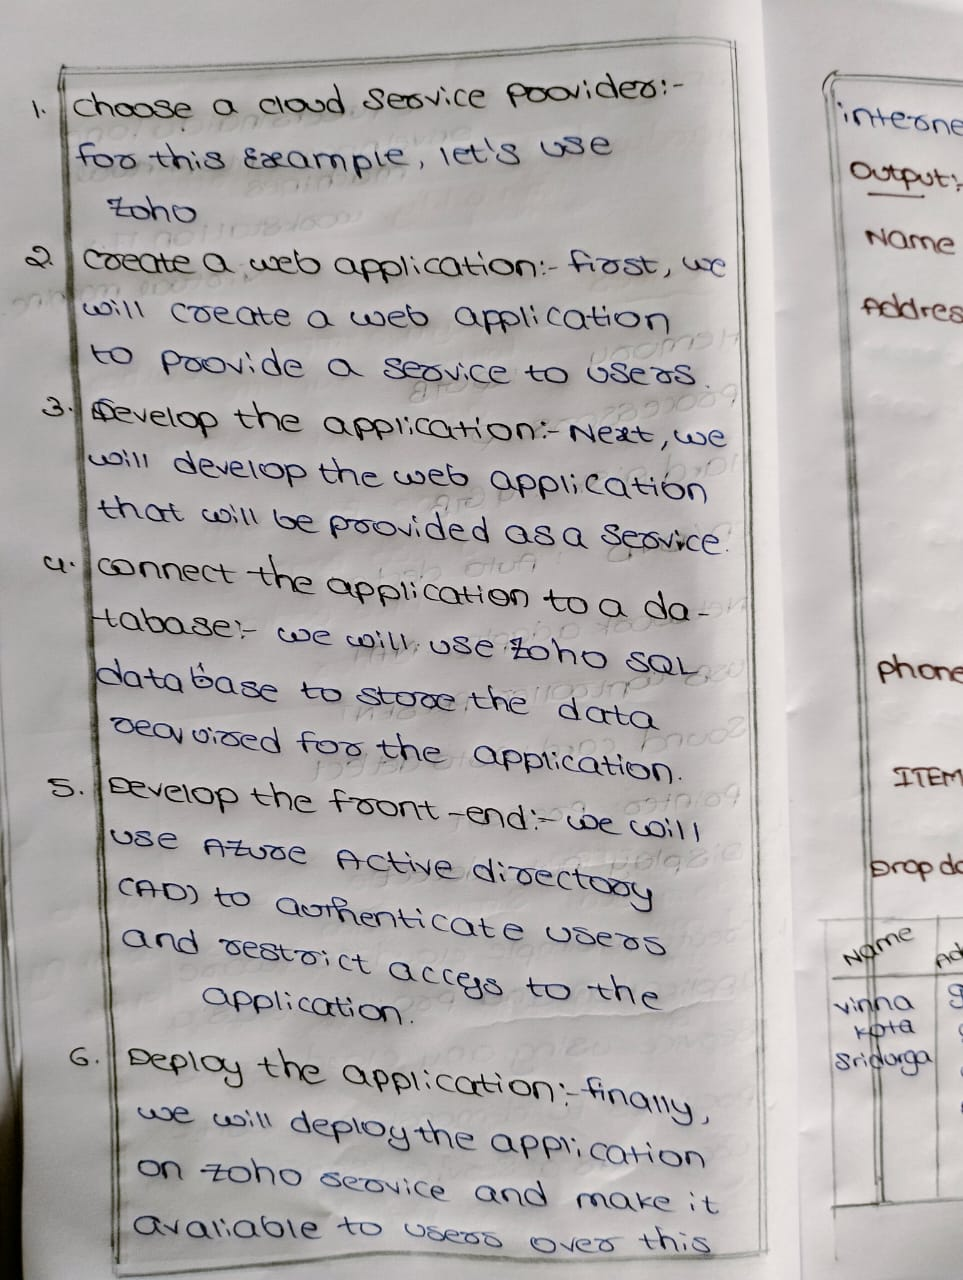 1. Choose a cloud service provider:-
for this Example, let's use
zoho
2. Create a web application:- first, we
will create a web application
to provide a service to users.
3. Develop the application:- Next, we
will develop the web application
that will be provided as a service.
4. connect the application to a da-
tabase:- we will use zoho SQL
database to store the data
required for the application.
5. Develop the front-end:- we will
use Azure Active directory
(AD) to authenticate users
and restrict access to the
application.
6. Deploy the application:- finally,
we will deploy the application
on zoho service and make it
avaliable to users over this
interne
Output:-
Name
Addres
phone
ITEM
Drop do
Name
vinna
kota
Sridurga